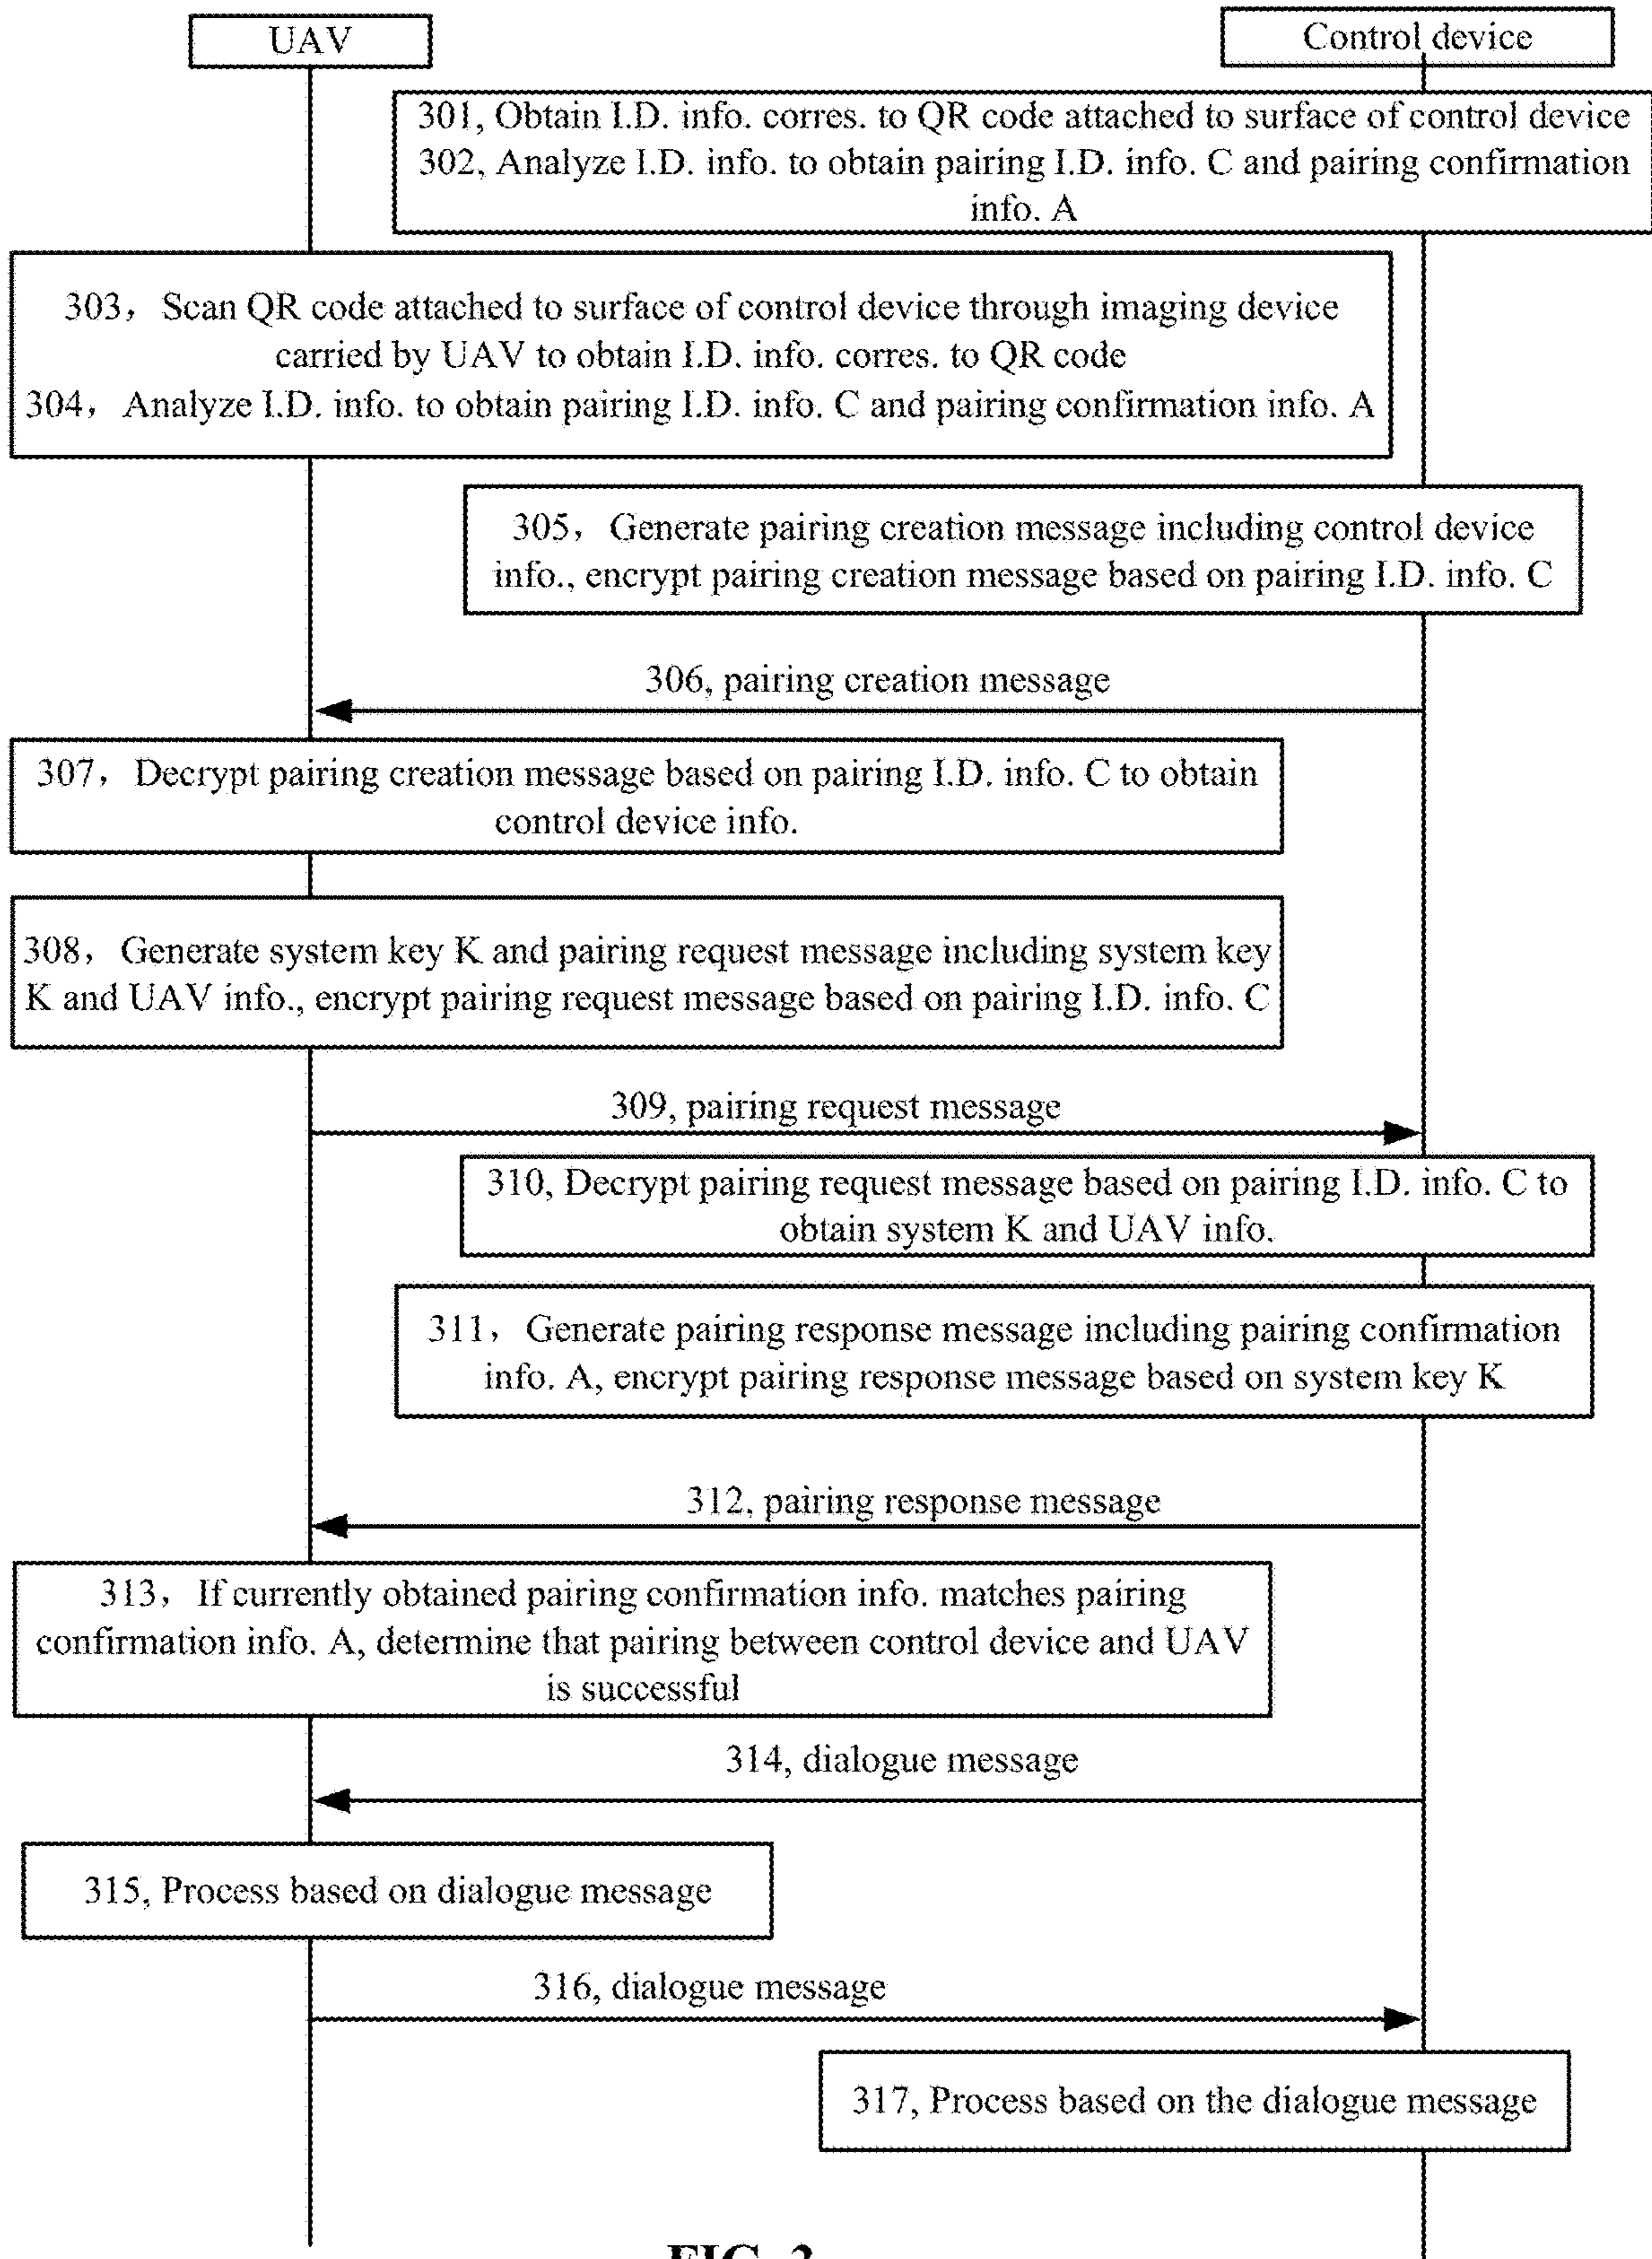 UAV
Control device
301, Obtain I.D. info. corres. to QR code attached to surface of control device
302, Analyze I.D. info. to obtain pairing I.D. info. C and pairing confirmation
info. A
303, Scan QR code attached to surface of control device through imaging device
carried by UAV to obtain I.D. info. corres. to QR code
304, Analyze I.D. info. to obtain pairing I.D. info. C and pairing confirmation info. A
305, Generate pairing creation message including control device
info., encrypt pairing creation message based on pairing I.D. info. C
306, pairing creation message
307, Decrypt pairing creation message based on pairing I.D. info. C to obtain
control device info.
308, Generate system key K and pairing request message including system key
K and UAV info., encrypt pairing request message based on pairing I.D. info. C
309, pairing request message
310, Decrypt pairing request message based on pairing I.D. info. C to
obtain system K and UAV info.
311, Generate pairing response message including pairing confirmation
info. A, encrypt pairing response message based on system key K
312, pairing response message
313, If currently obtained pairing confirmation info. matches pairing
confirmation info. A, determine that pairing between control device and UAV
is successful
314, dialogue message
315, Process based on dialogue message
316, dialogue message
317, Process based on the dialogue message
FIG.